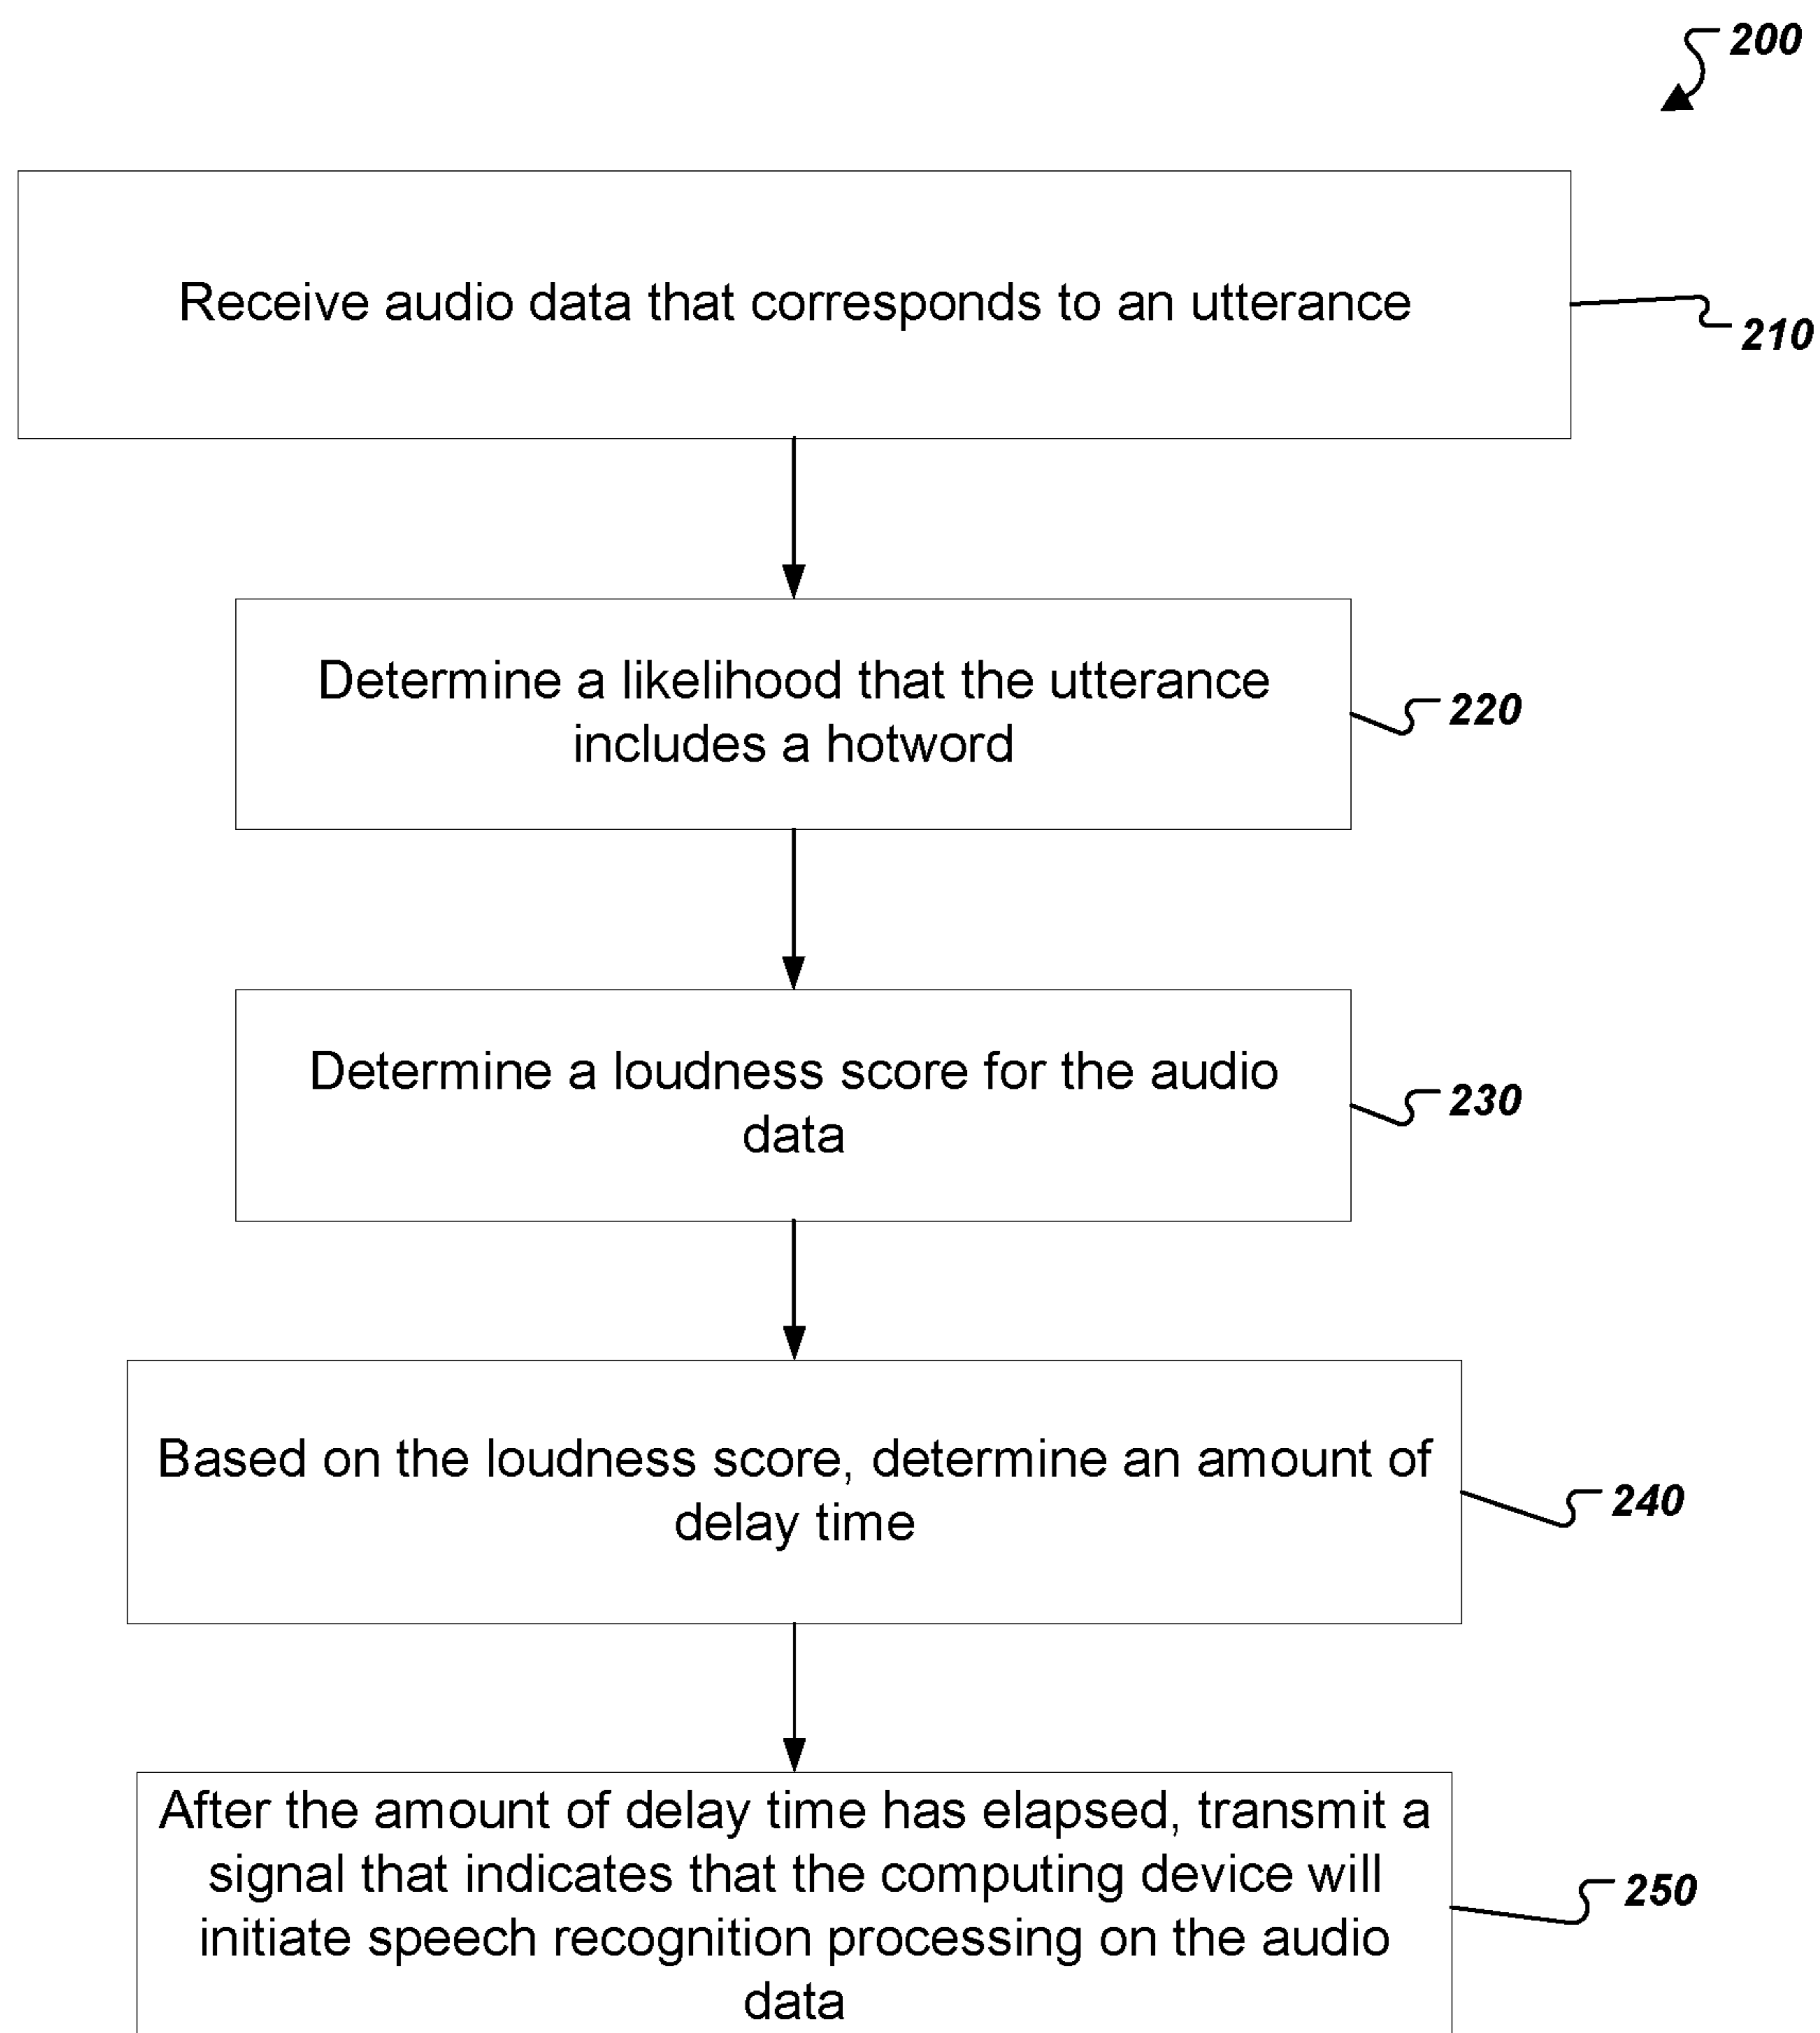 200
Receive audio data that corresponds to an utterance
210
Determine a likelihood that the utterance
includes a hotword
220
Determine a loudness score for the audio
data
230
Based on the loudness score, determine an amount of
delay time
240
After the amount of delay time has elapsed, transmit a
signal that indicates that the computing device will
initiate speech recognition processing on the audio
data
250